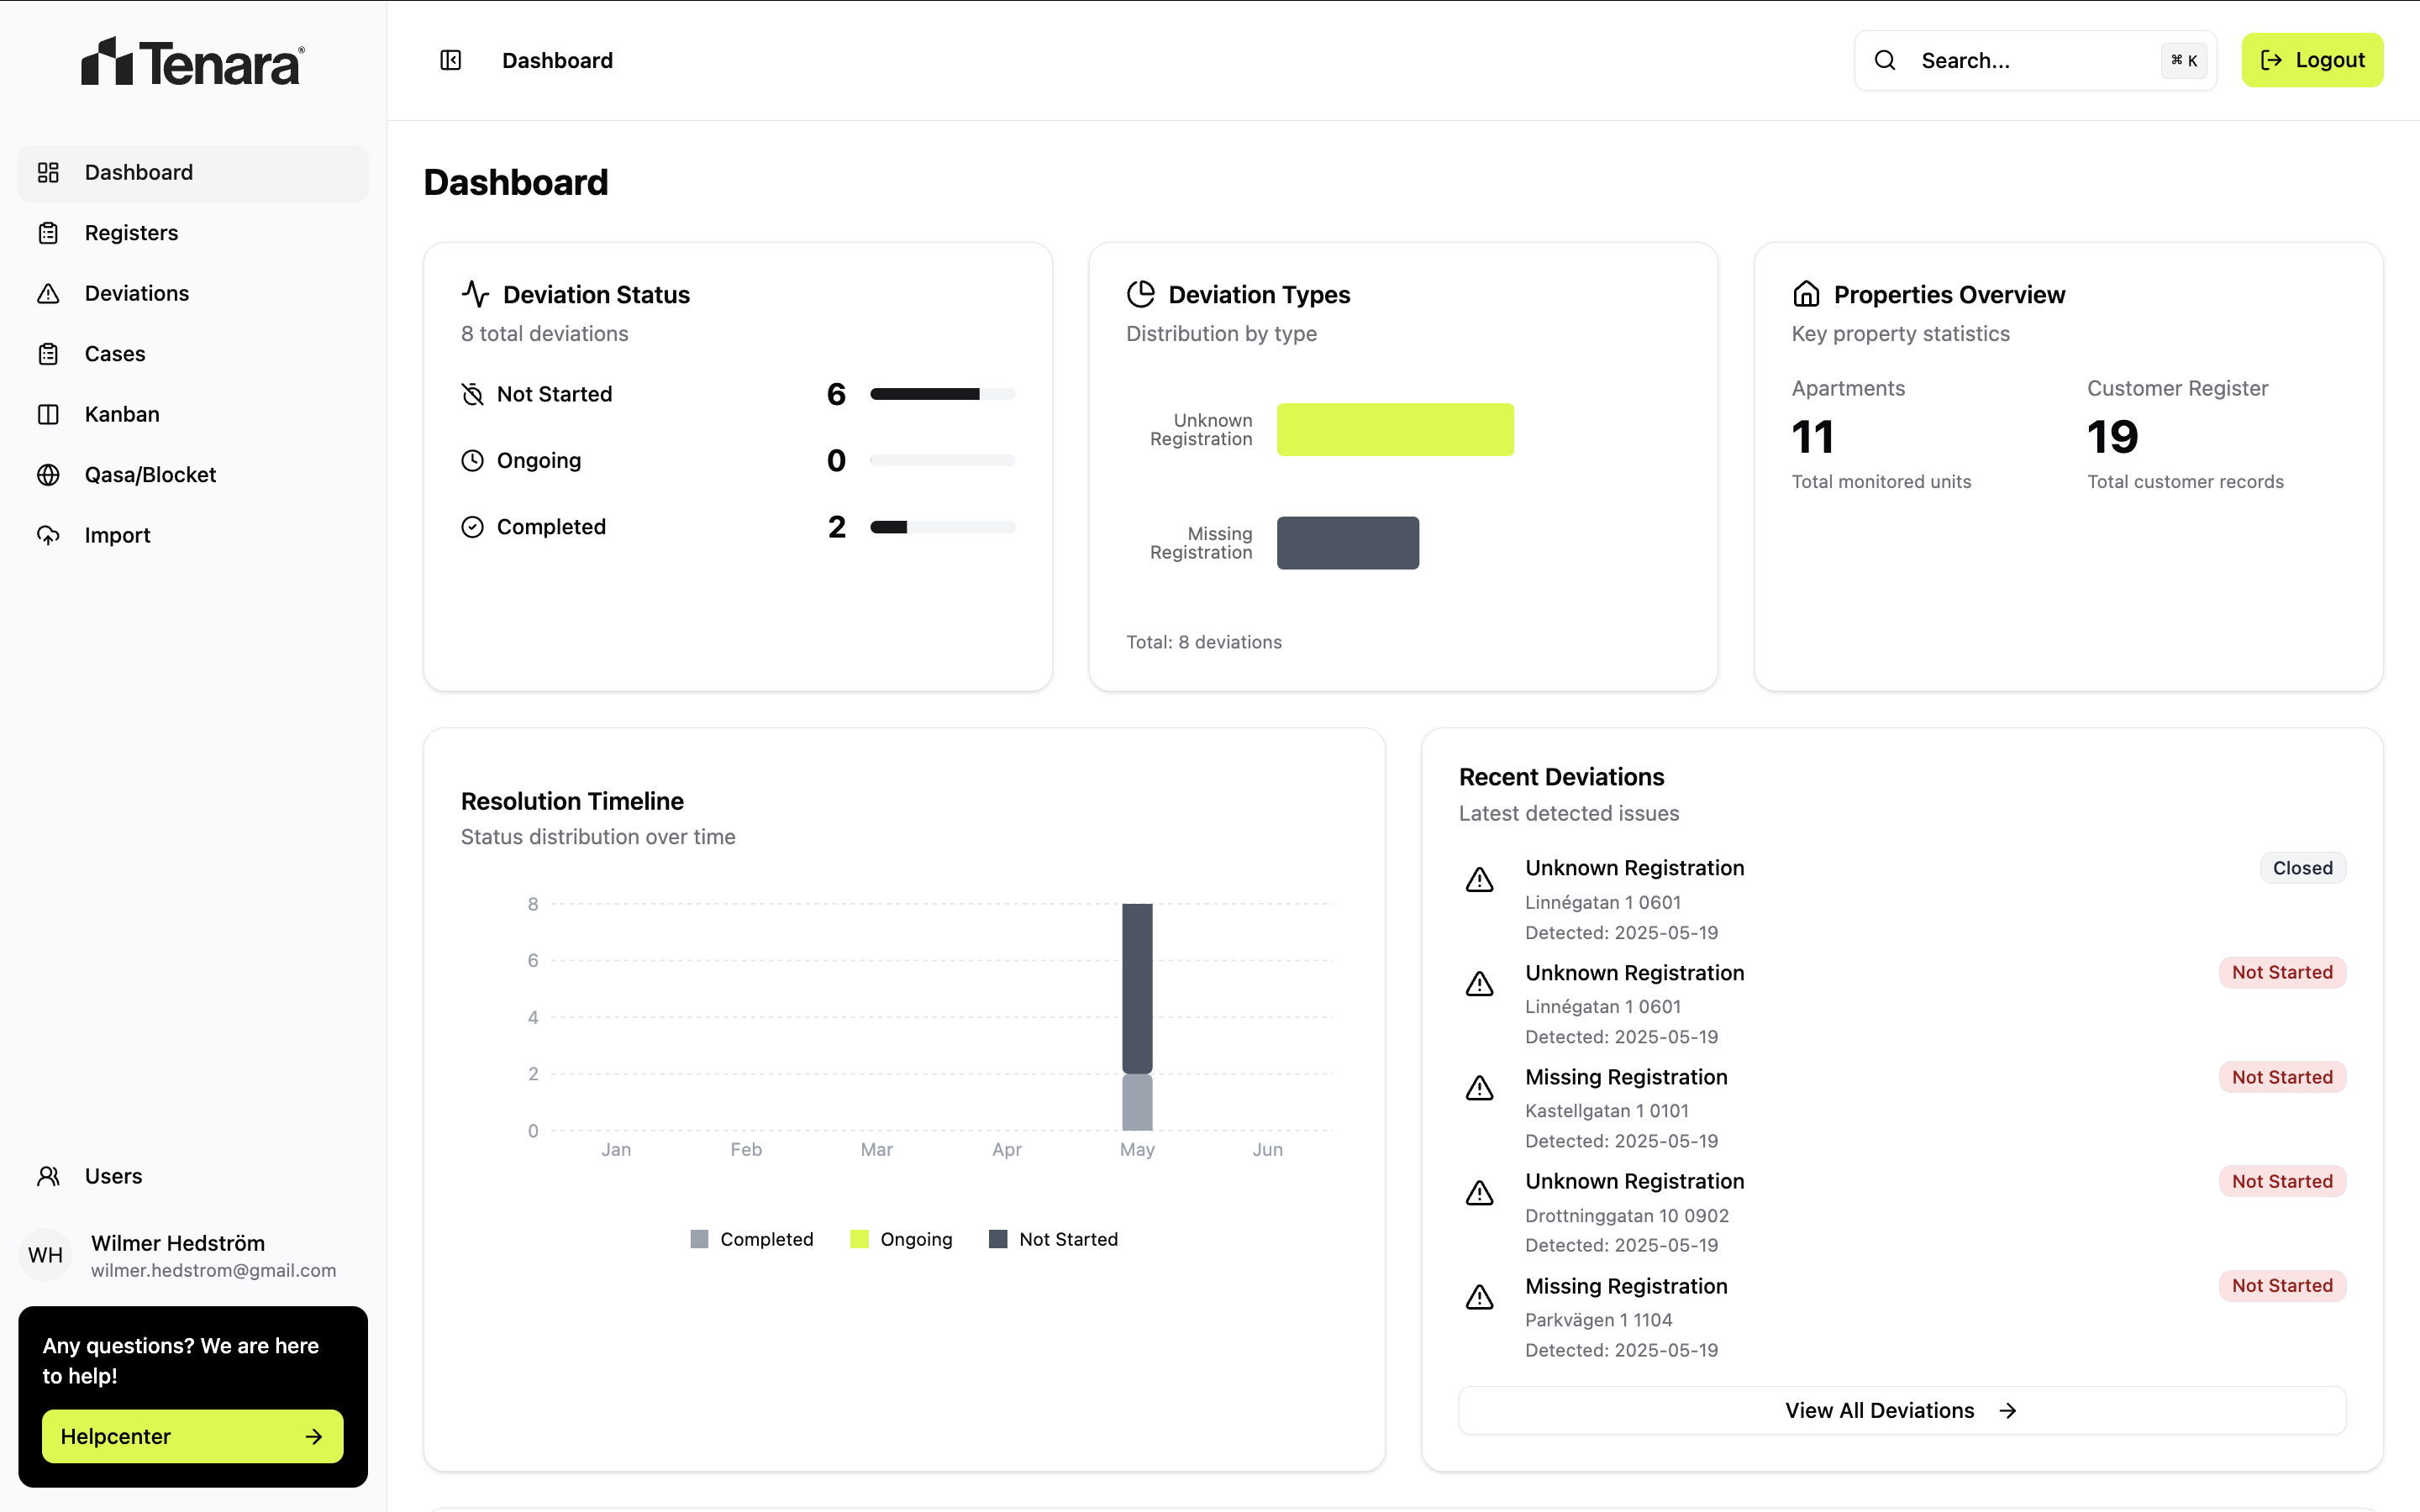 Tenara®
Dashboard
Registers
Deviations
Cases
Kanban
Qasa/Blocket
Import
Users
WH
Wilmer Hedström
wilmer.hedstrom@gmail.com
Any questions? We are here
to help!
Helpcenter
Dashboard
Search...
⌘ K
Logout
Dashboard
Deviation Status
8 total deviations
Not Started 6
Ongoing 0
Completed 2
Deviation Types
Distribution by type
Unknown
Registration
Missing
Registration
Total: 8 deviations
Properties Overview
Key property statistics
Apartments
11
Total monitored units
Customer Register
19
Total customer records
Resolution Timeline
Status distribution over time
8
6
4
2
0
Jan Feb Mar Apr May Jun
Completed Ongoing Not Started
Recent Deviations
Latest detected issues
Unknown Registration Closed
Linnégatan 1 0601
Detected: 2025-05-19
Unknown Registration Not Started
Linnégatan 1 0601
Detected: 2025-05-19
Missing Registration Not Started
Kastellgatan 1 0101
Detected: 2025-05-19
Unknown Registration Not Started
Drottninggatan 10 0902
Detected: 2025-05-19
Missing Registration Not Started
Parkvägen 1 1104
Detected: 2025-05-19
View All Deviations